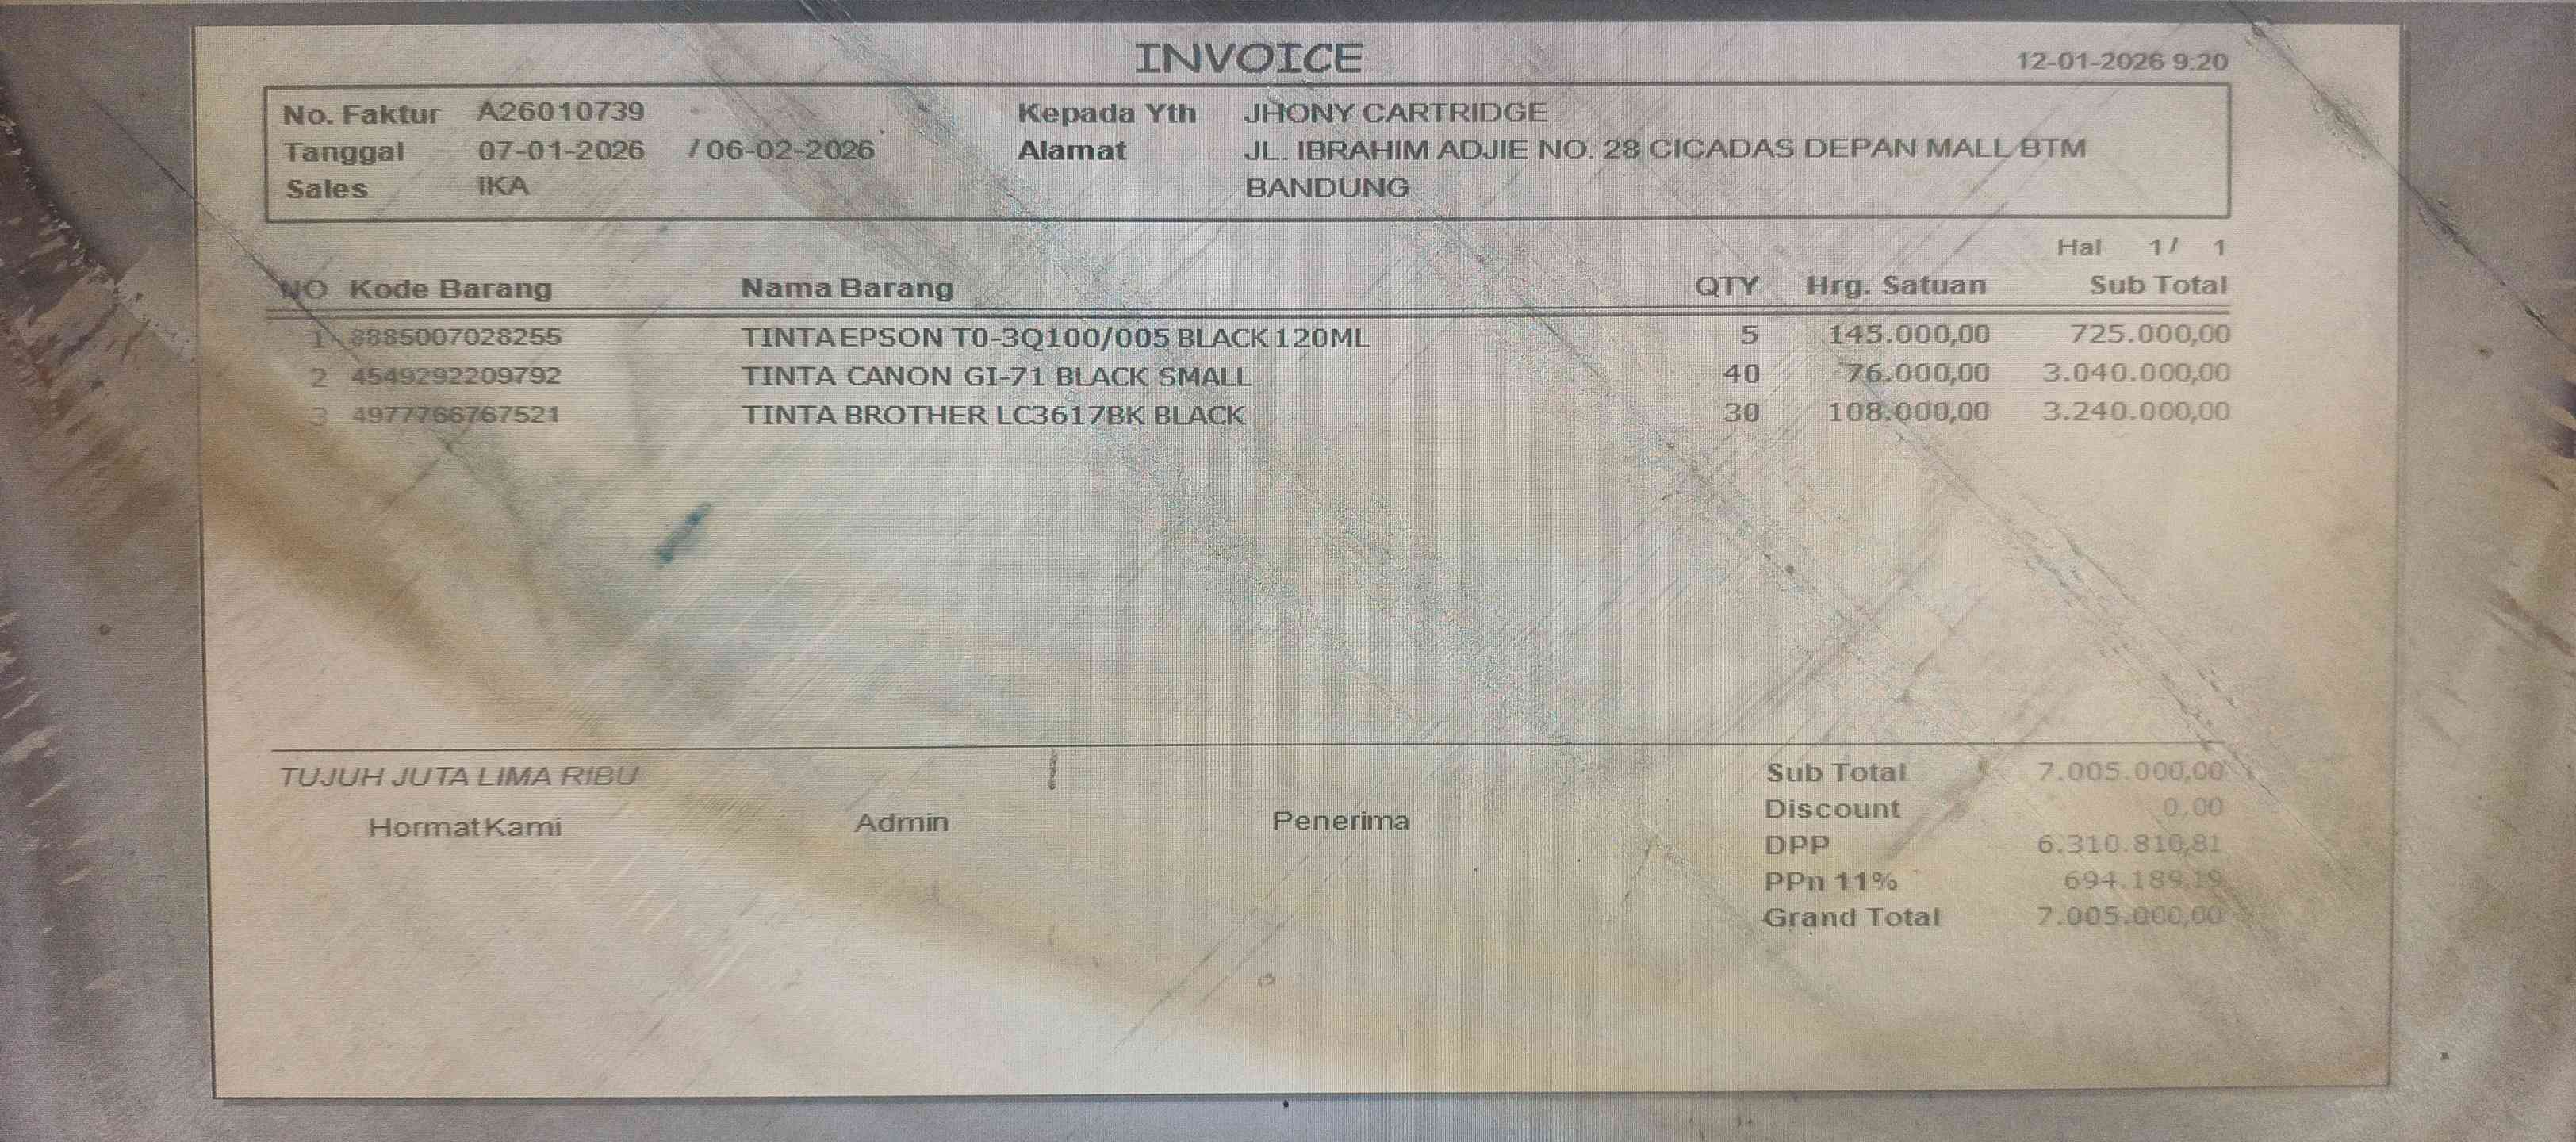 INVOICE
12-01-2026 9:20
No. Faktur A26010739 Kepada Yth JHONY CARTRIDGE
Tanggal 07-01-2026 / 06-02-2026 Alamat JL. IBRAHIM ADJIE NO. 28 CICADAS DEPAN MALL BTM
Sales IKA BANDUNG
Hal 1 / 1
NO Kode Barang Nama Barang QTY Hrg. Satuan Sub Total
1 8885007028255 TINTA EPSON T0-3Q100/005 BLACK 120ML 5 145.000,00 725.000,00
2 4549292209792 TINTA CANON GI-71 BLACK SMALL 40 76.000,00 3.040.000,00
3 4977766767521 TINTA BROTHER LC3617BK BLACK 30 108.000,00 3.240.000,00
TUJUH JUTA LIMA RIBU Sub Total 7.005.000,00
Discount 0,00
Hormat Kami Admin Penerima
DPP 6.310.810,81
PPn 11% 694.189,19
Grand Total 7.005.000,00